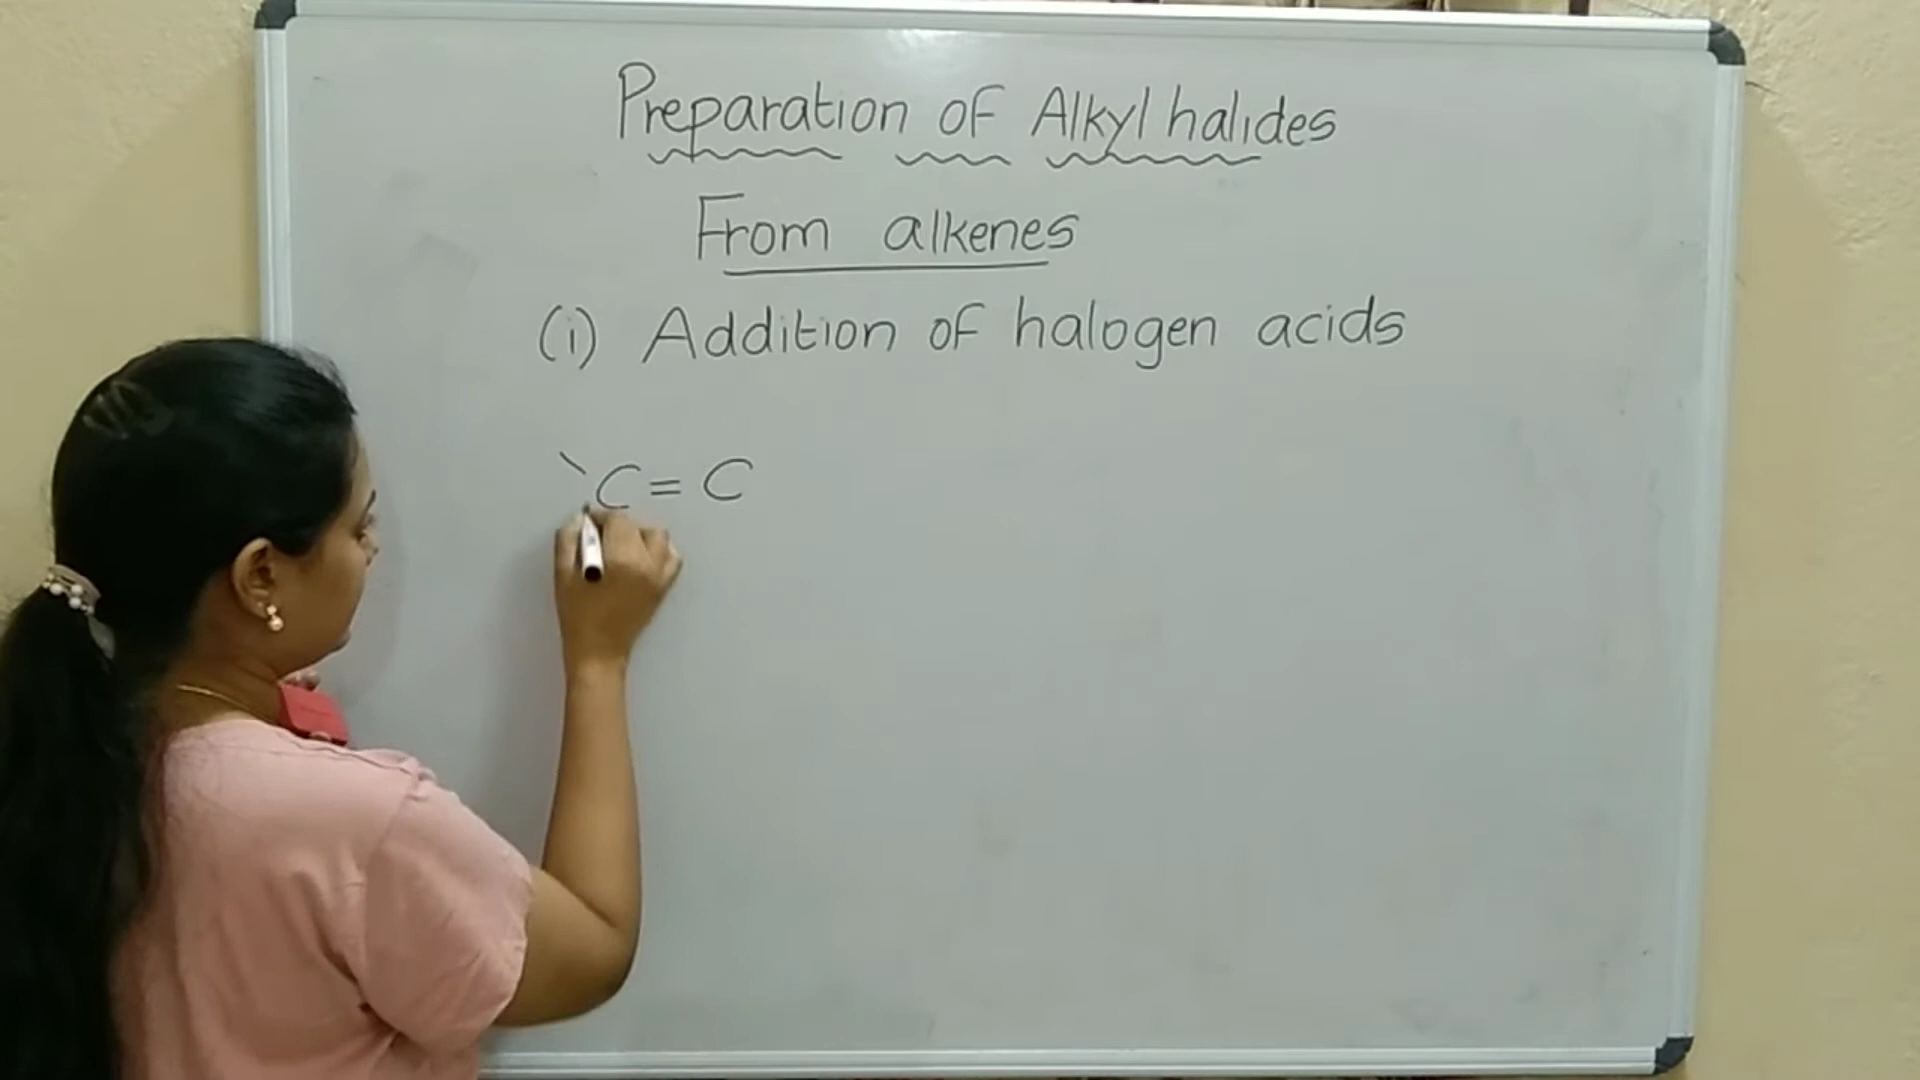 Preparation of Alkyl halides
From alkenes
(i) Addition of halogen acids
C = C